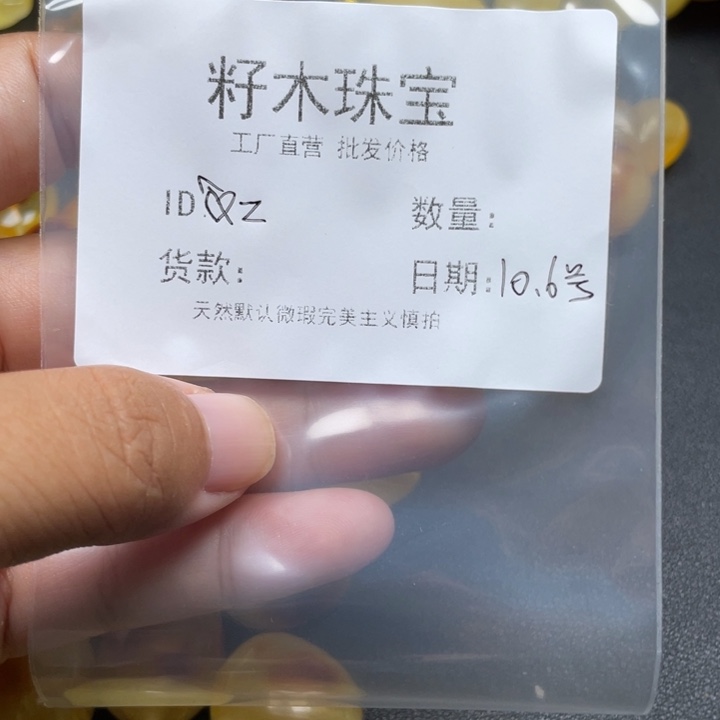 籽木珠宝
工厂直营 批发价格
ID: Z
数量:
货款:
日期:10.6号
天然默认微瑕完美主义慎拍